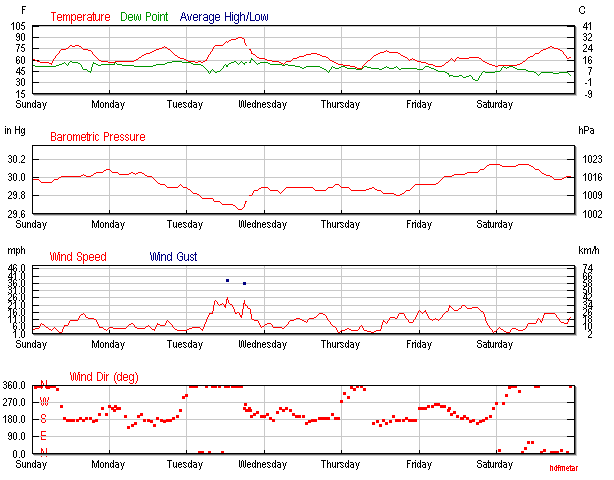 F Temperature Dew Point Average High/Low C
105 41
90 32
75 24
60 16
45 7
30 -1
15 -9
Sunday Monday Tuesday Wednesday Thursday Friday Saturday
in Hg Barometric Pressure hPa
30.2 1023
30.0 1016
29.8 1009
29.6 1002
Sunday Monday Tuesday Wednesday Thursday Friday Saturday
mph Wind Speed Wind Gust km/h
46.0 74
41.0 66
36.0 58
31.0 50
26.0 42
21.0 34
16.0 26
11.0 18
6.0 10
1.0 2
Sunday Monday Tuesday Wednesday Thursday Friday Saturday
Wind Dir (deg)
360.0 N
270.0 W
180.0 S
90.0 E
0.0 N
Sunday Monday Tuesday Wednesday Thursday Friday Saturday
hdfmetar